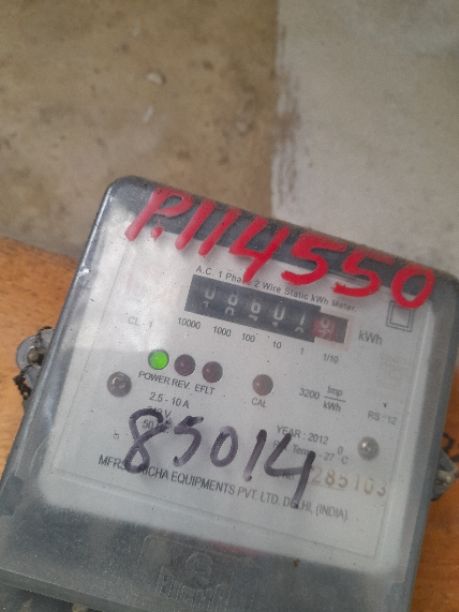 P.114550
A.C. 1 Phase 2 Wire Static kWh Meter
kWh
CL. 1 10000 1000 100 10 1 1/10
POWER REV. EFLT CAL
3200 Imp/kWh
RS: 12
2.5 - 10 A
YEAR : 2012
85014
27 °C
285103
EQUIPMENTS PVT. LTD. DELHI, (INDIA)